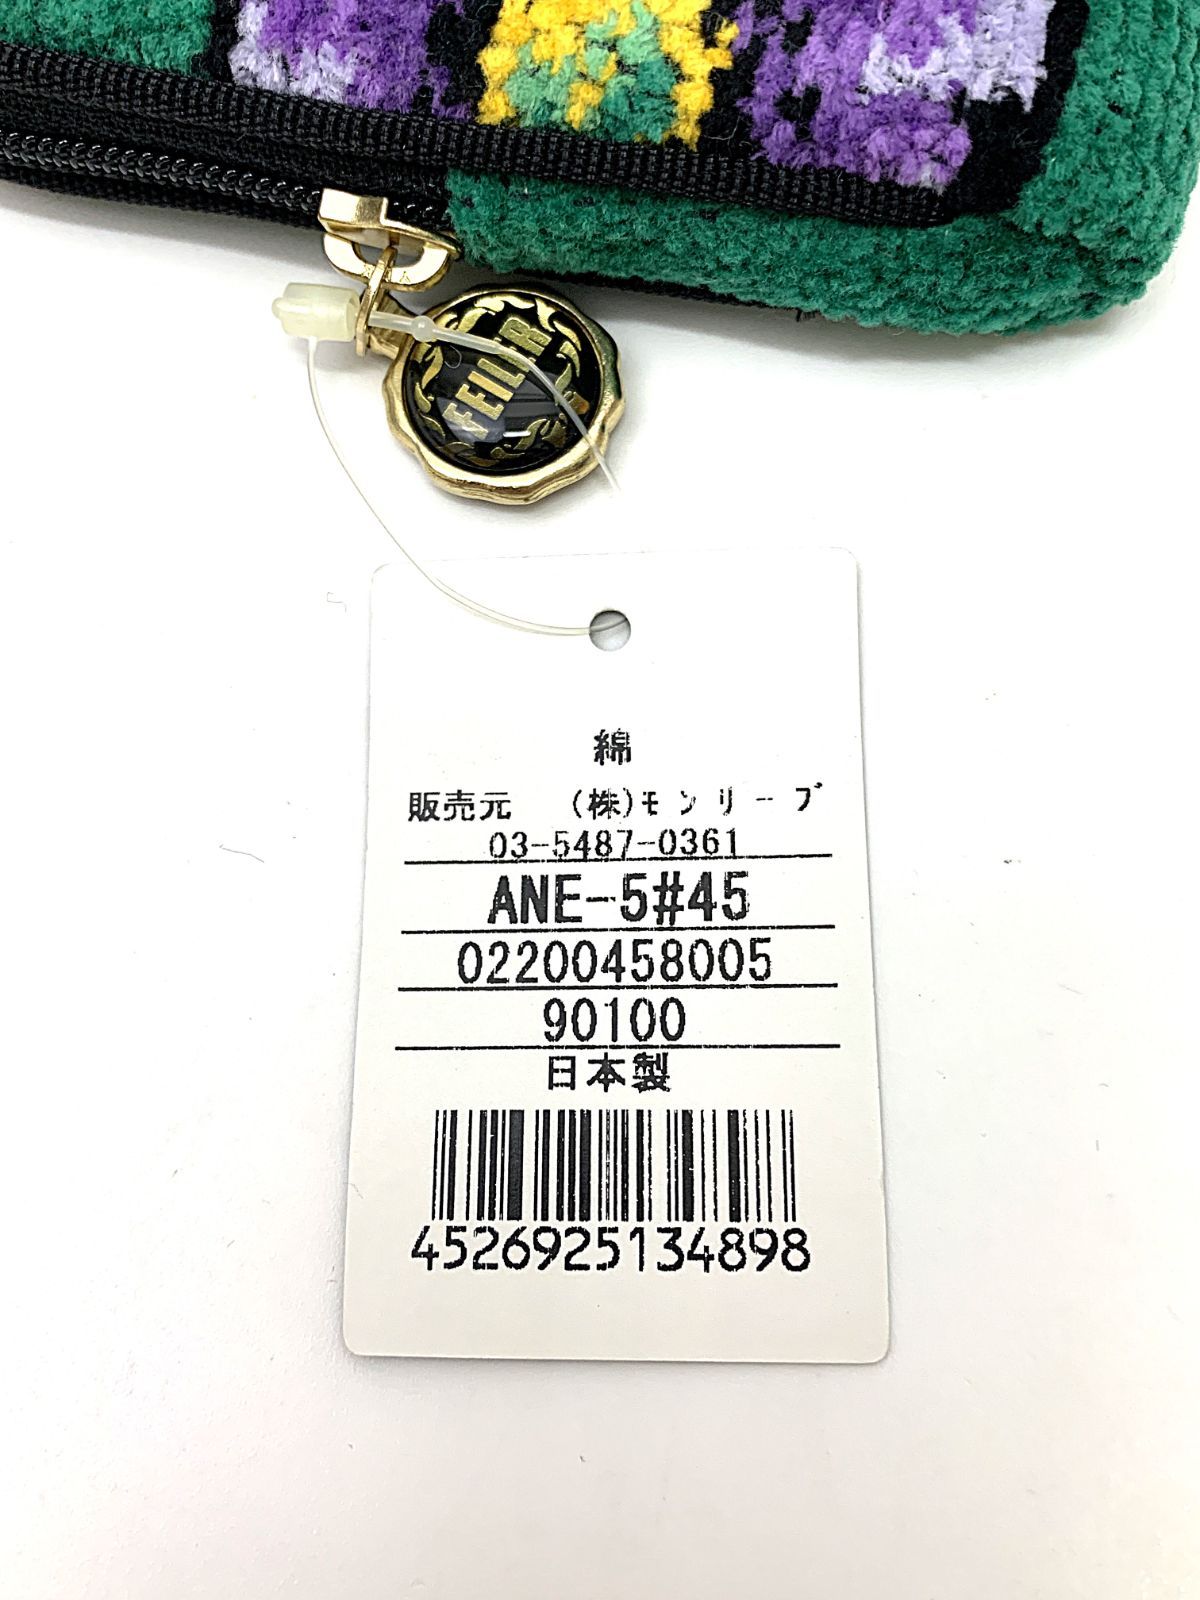 FEILER
綿
販売元 (株)モンリーブ
03-5487-0361
ANE-5#45
02200458005
90100
日本製
4526925134898